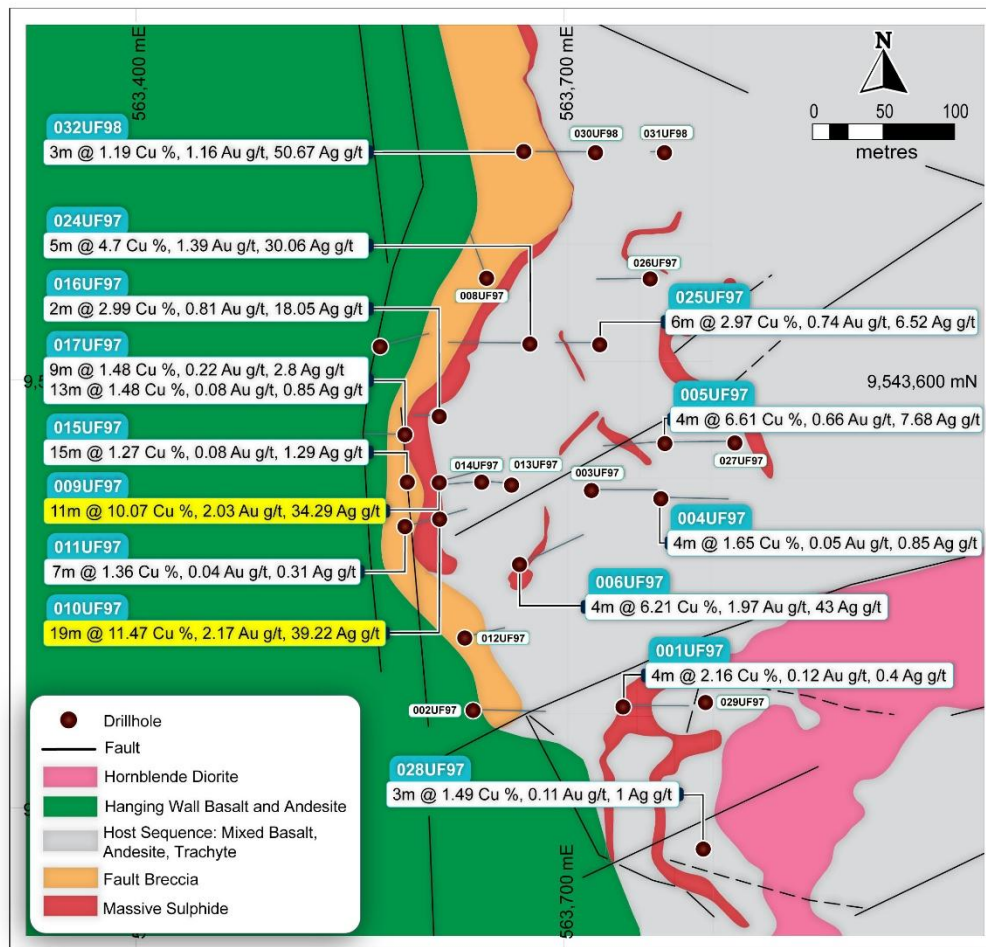 563,400 mE
563,700 mE
N
0 50 100
metres
032UF98
3m @ 1.19 Cu %, 1.16 Au g/t, 50.67 Ag g/t
030UF98
031UF98
024UF97
5m @ 4.7 Cu %, 1.39 Au g/t, 30.06 Ag g/t
016UF97
2m @ 2.99 Cu %, 0.81 Au g/t, 18.05 Ag g/t
008UF97
026UF97
025UF97
6m @ 2.97 Cu %, 0.74 Au g/t, 6.52 Ag g/t
017UF97
9m @ 1.48 Cu %, 0.22 Au g/t, 2.8 Ag g/t
13m @ 1.48 Cu %, 0.08 Au g/t, 0.85 Ag g/t
9,543,600 mN
005UF97
4m @ 6.61 Cu %, 0.66 Au g/t, 7.68 Ag g/t
015UF97
15m @ 1.27 Cu %, 0.08 Au g/t, 1.29 Ag g/t
014UF97
013UF97
003UF97
027UF97
009UF97
11m @ 10.07 Cu %, 2.03 Au g/t, 34.29 Ag g/t
004UF97
4m @ 1.65 Cu %, 0.05 Au g/t, 0.85 Ag g/t
011UF97
7m @ 1.36 Cu %, 0.04 Au g/t, 0.31 Ag g/t
006UF97
4m @ 6.21 Cu %, 1.97 Au g/t, 43 Ag g/t
010UF97
19m @ 11.47 Cu %, 2.17 Au g/t, 39.22 Ag g/t
012UF97
001UF97
4m @ 2.16 Cu %, 0.12 Au g/t, 0.4 Ag g/t
002UF97
029UF97
028UF97
3m @ 1.49 Cu %, 0.11 Au g/t, 1 Ag g/t
Drillhole
Fault
Hornblende Diorite
Hanging Wall Basalt and Andesite
Host Sequence: Mixed Basalt,
Andesite, Trachyte
Fault Breccia
Massive Sulphide
563,700 mE